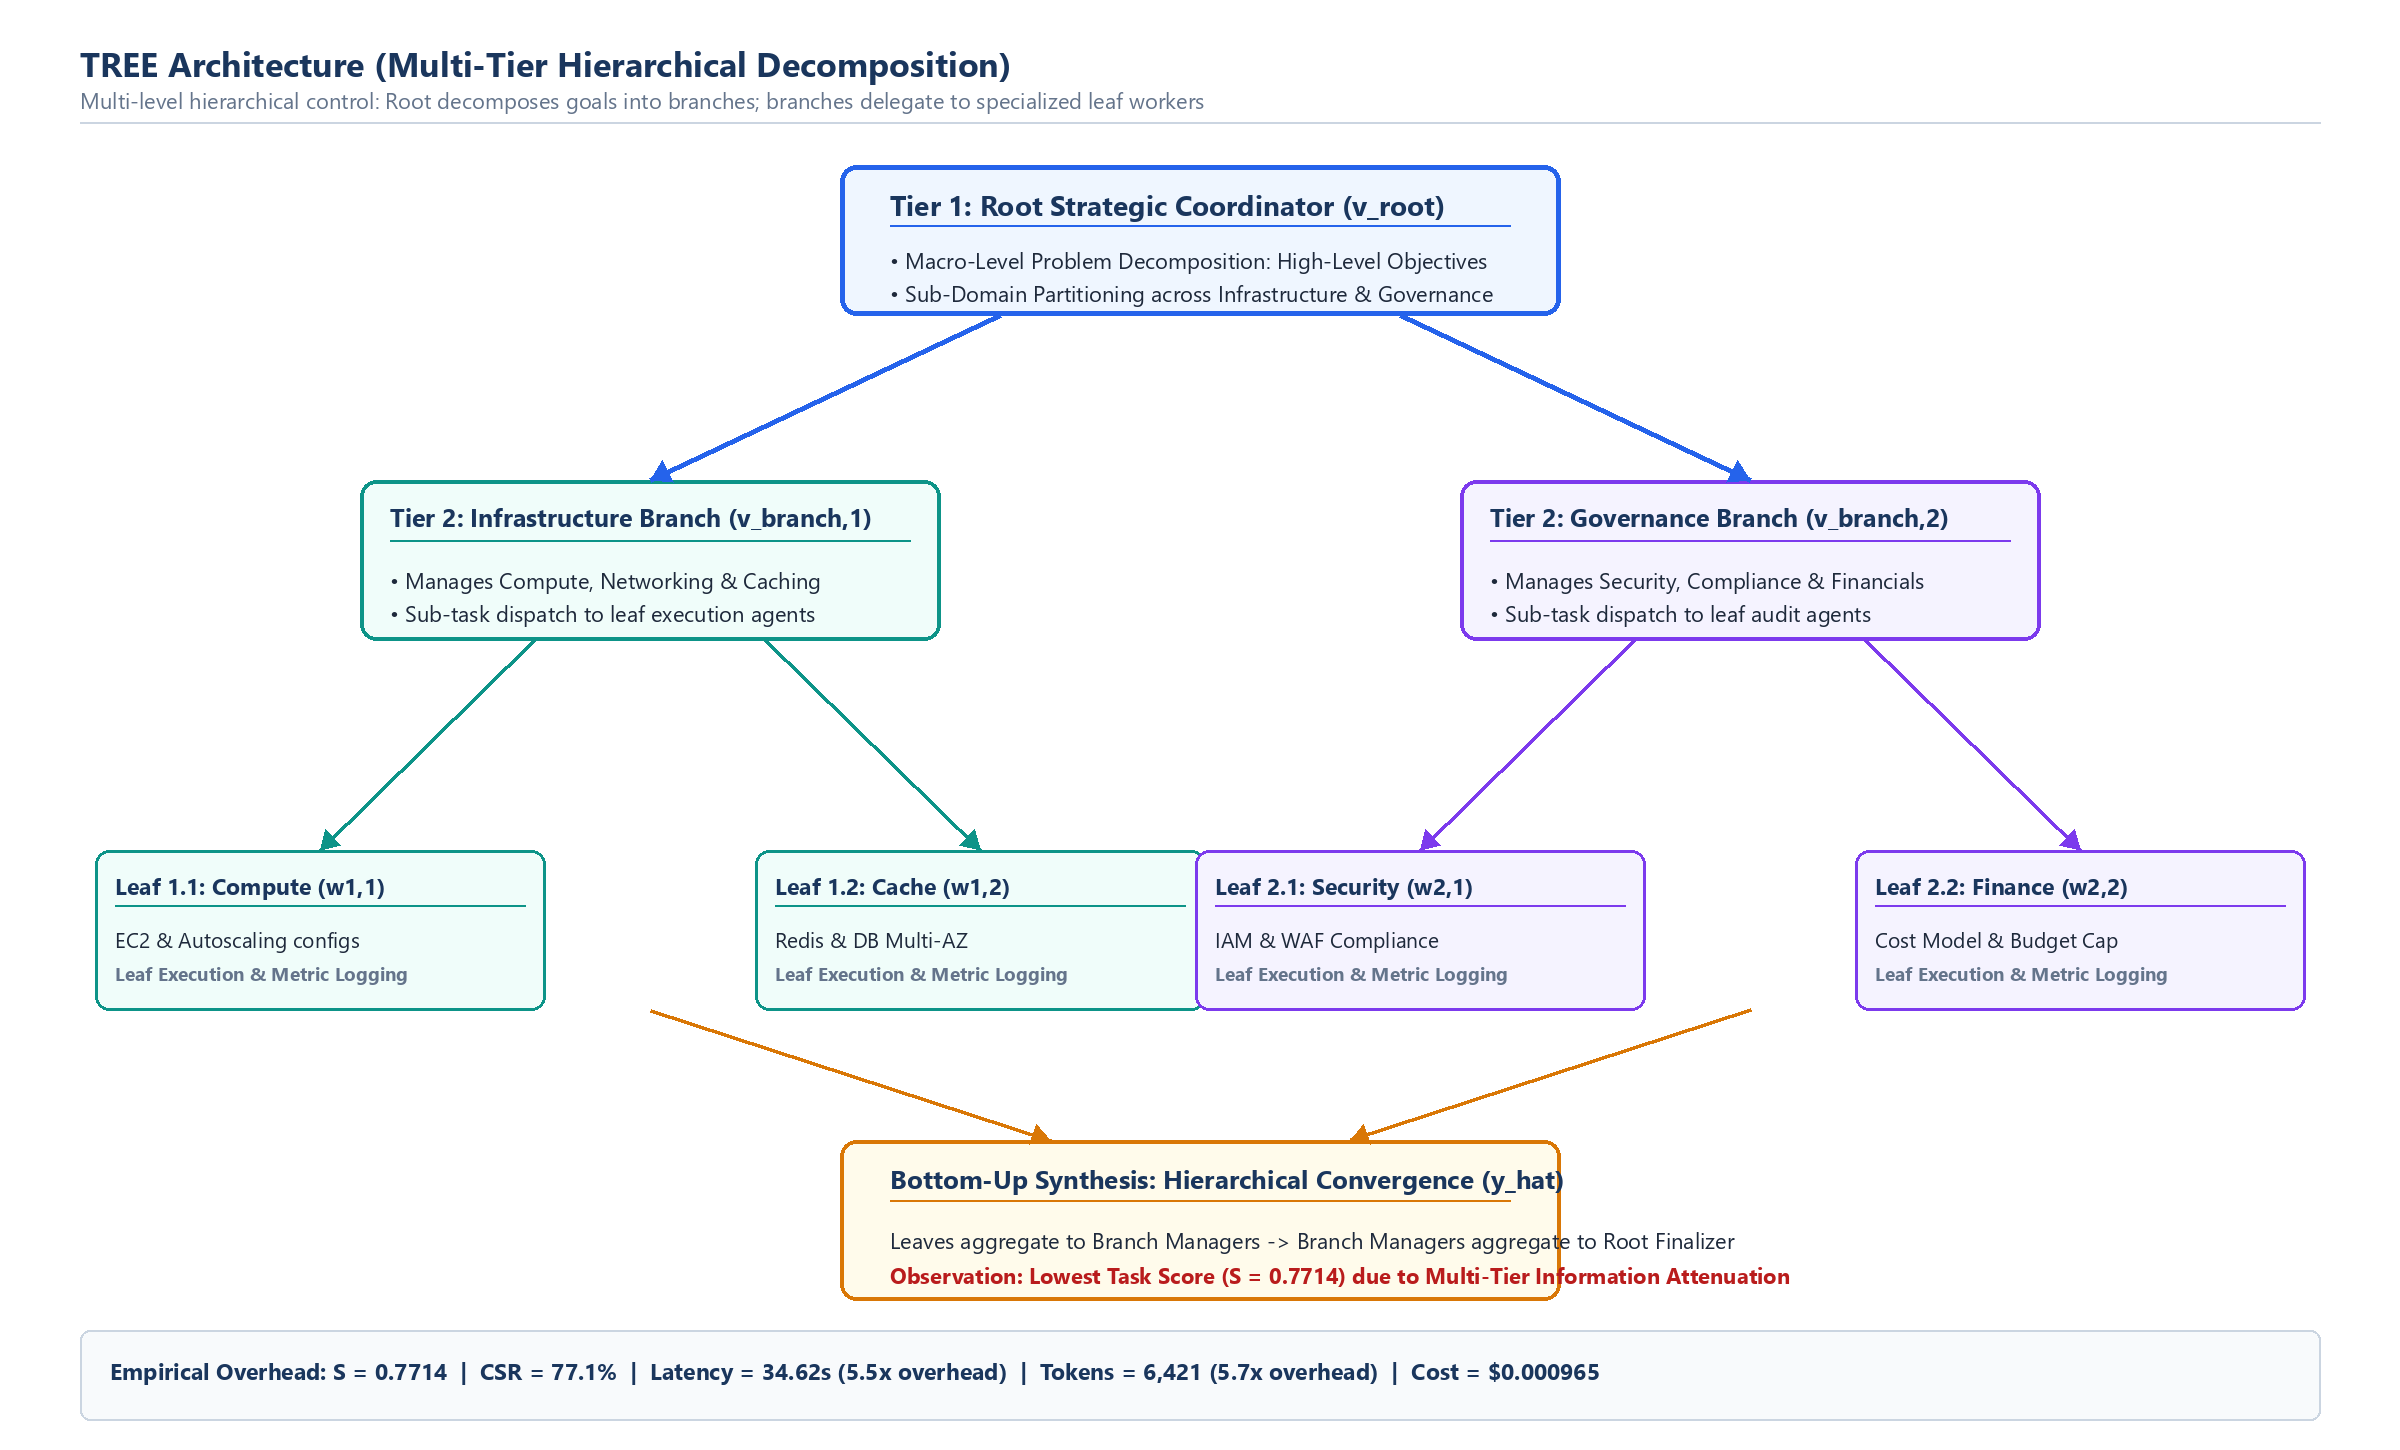 TREE Architecture (Multi-Tier Hierarchical Decomposition)
Multi-level hierarchical control: Root decomposes goals into branches; branches delegate to specialized leaf workers
Tier 1: Root Strategic Coordinator (v_root)
• Macro-Level Problem Decomposition: High-Level Objectives
• Sub-Domain Partitioning across Infrastructure & Governance
Tier 2: Infrastructure Branch (v_branch,1)
• Manages Compute, Networking & Caching
• Sub-task dispatch to leaf execution agents
Tier 2: Governance Branch (v_branch,2)
• Manages Security, Compliance & Financials
• Sub-task dispatch to leaf audit agents
Leaf 1.1: Compute (w1,1)
EC2 & Autoscaling configs
Leaf Execution & Metric Logging
Leaf 1.2: Cache (w1,2)
Redis & DB Multi-AZ
Leaf Execution & Metric Logging
Leaf 2.1: Security (w2,1)
IAM & WAF Compliance
Leaf Execution & Metric Logging
Leaf 2.2: Finance (w2,2)
Cost Model & Budget Cap
Leaf Execution & Metric Logging
Bottom-Up Synthesis: Hierarchical Convergence (y_hat)
Leaves aggregate to Branch Managers -> Branch Managers aggregate to Root Finalizer
Observation: Lowest Task Score (S = 0.7714) due to Multi-Tier Information Attenuation
Empirical Overhead: S = 0.7714 | CSR = 77.1% | Latency = 34.62s (5.5x overhead) | Tokens = 6,421 (5.7x overhead) | Cost = $0.000965